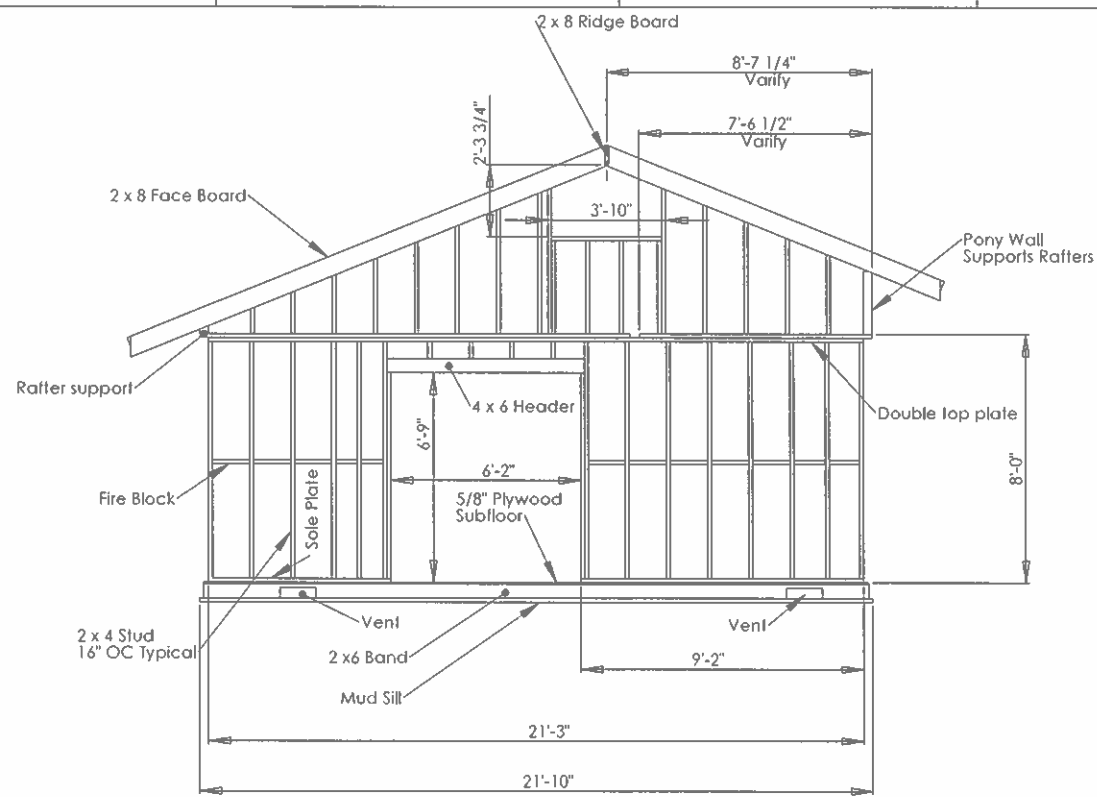 2 x 8 Ridge Board
8'-7 1/4"
Varify
7'-6 1/2"
Varify
2'-3 3/4"
2 x 8 Face Board
3'-10"
Pony Wall
Supports Rafters
Rafter support
4 x 6 Header
Double top plate
6'-9"
8'-0"
6'-2"
Fire Block
Sole Plate
5/8" Plywood
Subfloor
Vent
Vent
2 x 4 Stud
16" OC Typical
2 x6 Band
9'-2"
Mud Sill
21'-3"
21'-10"